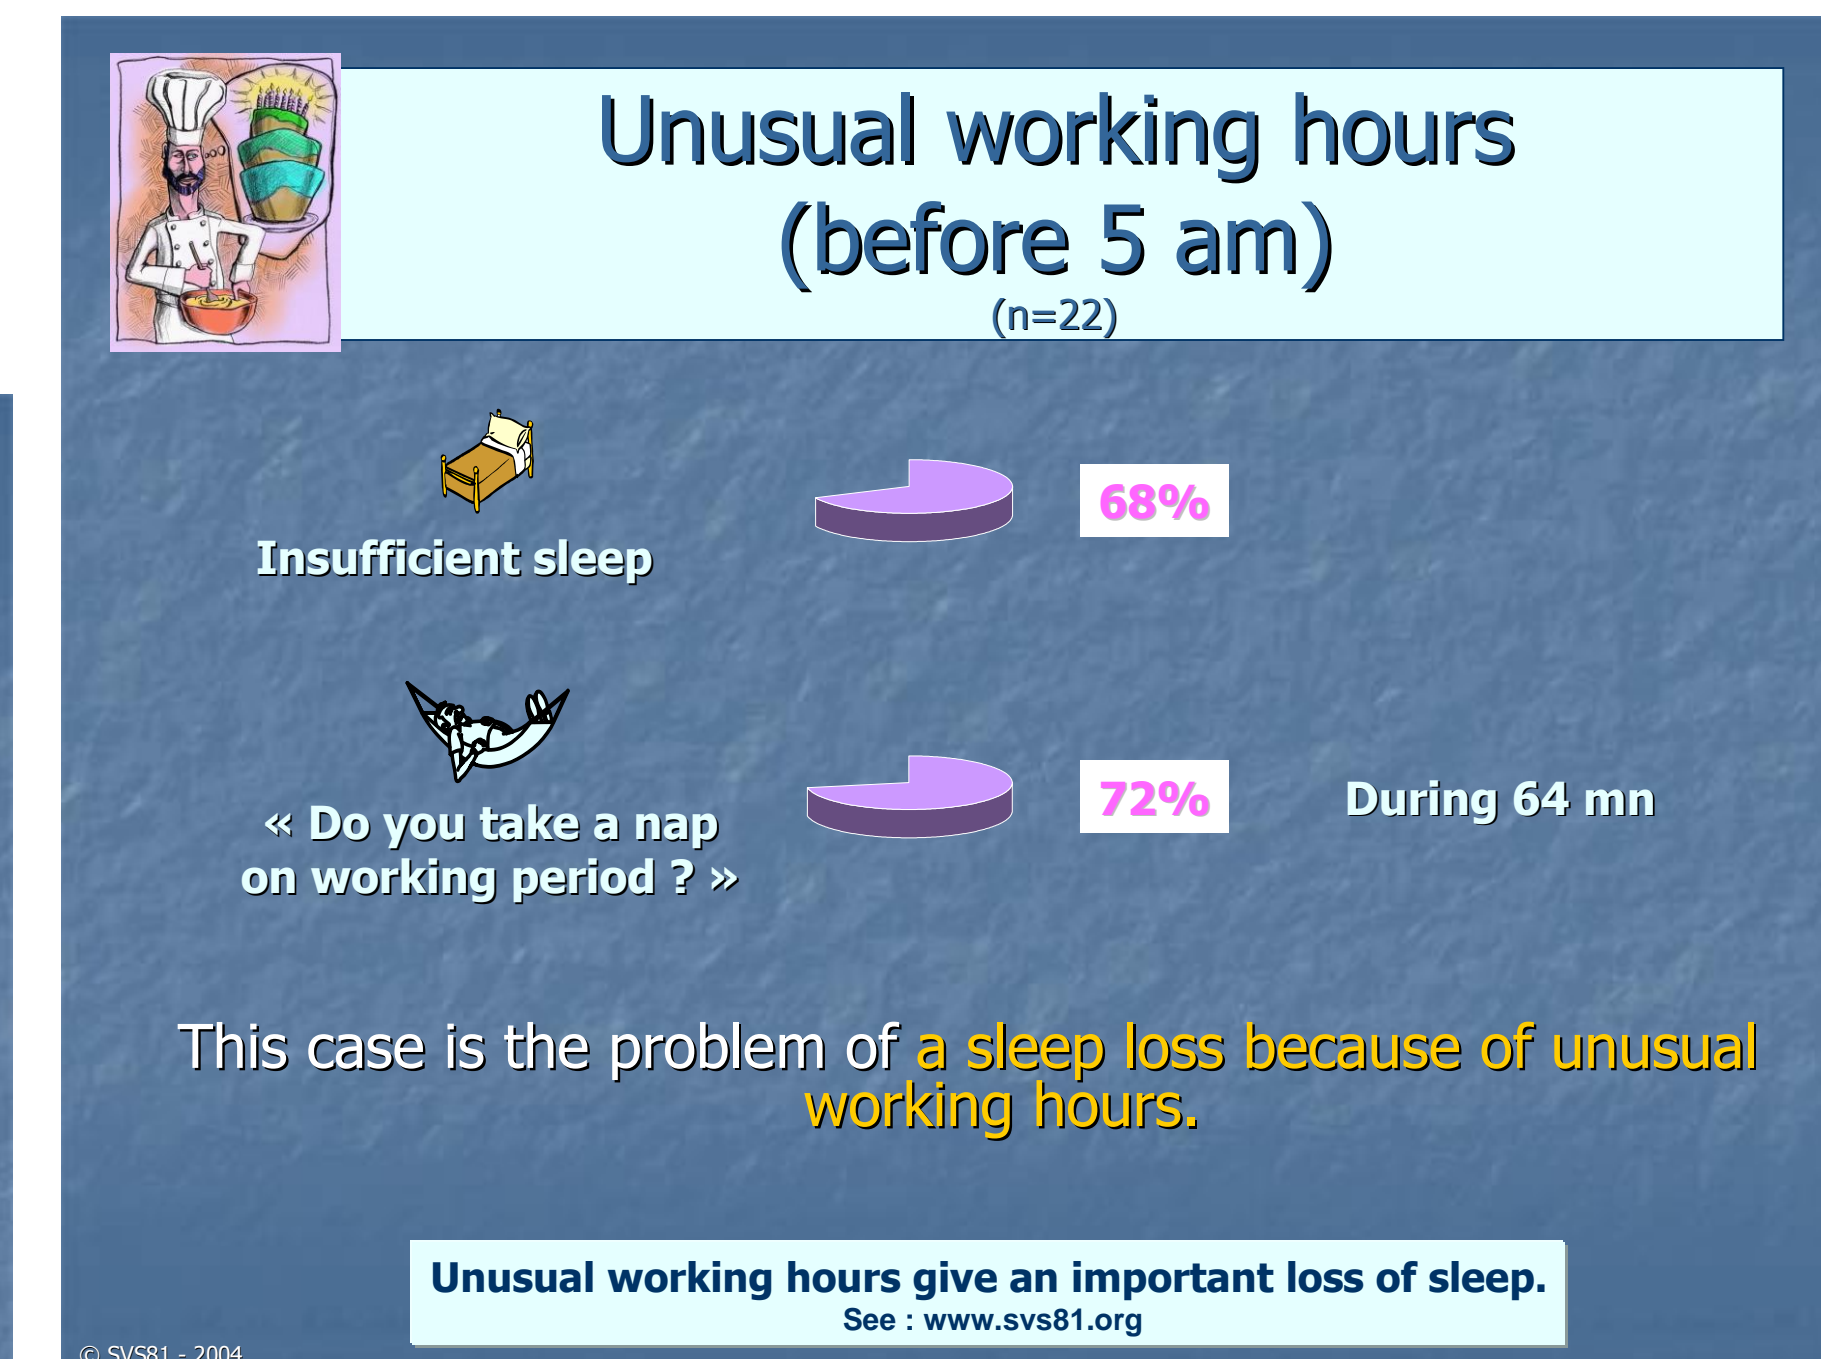 Unusual working hours
(before 5 am)
(n=22)
68%
Insufficient sleep
72%
During 64 mn
« Do you take a nap
on working period ? »
This case is the problem of a sleep loss because of unusual
working hours.
Unusual working hours give an important loss of sleep.
See : www.svs81.org
© SVS81 - 2004